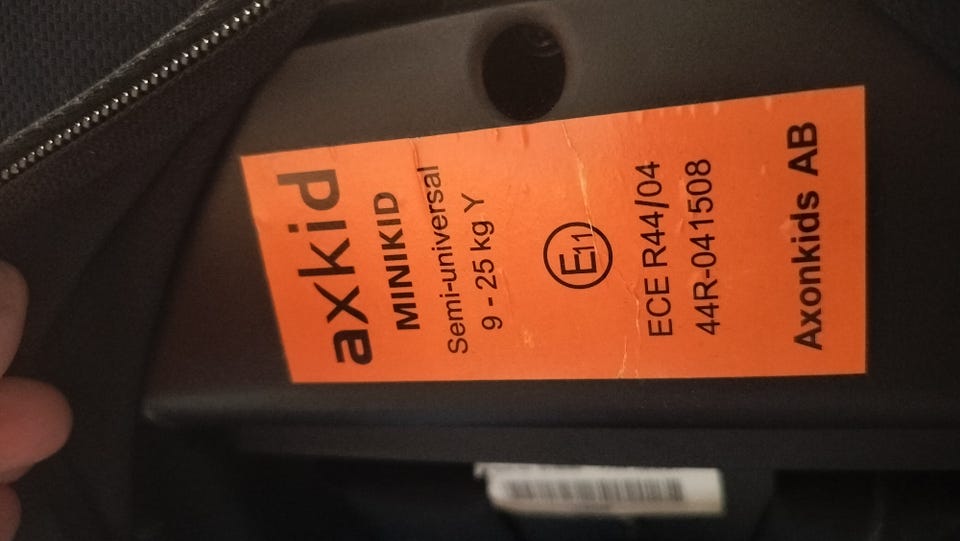 axkid
MINIKID
Semi-universal
9 - 25 kg Y
E11
ECE R44/04
44R-041508
Axonkids AB